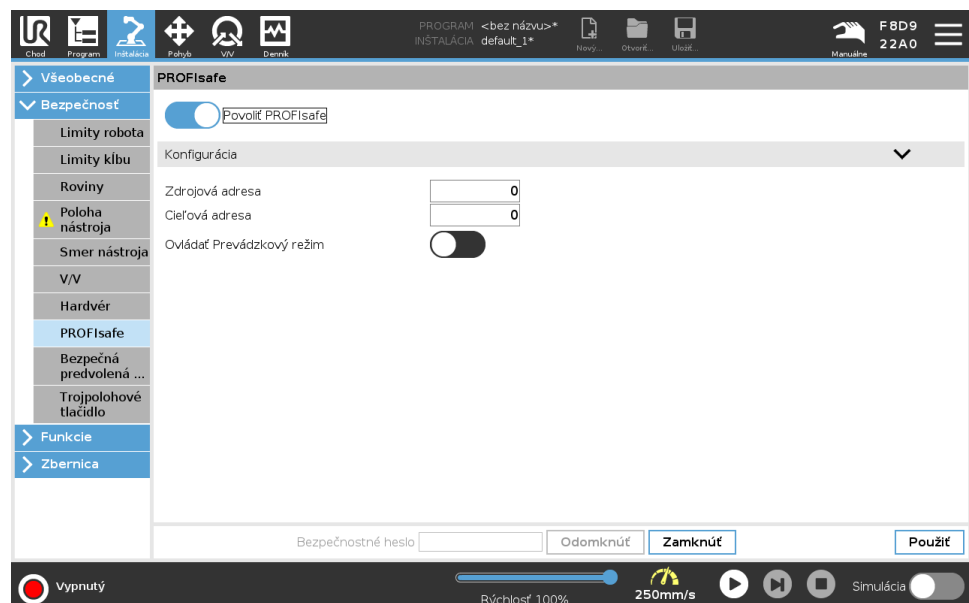 PROGRAM <bez názvu>*
INŠTALÁCIA default_1*
Chod Program Inštalácia Pohyb V/V Denník Nový... Otvoriť... Uložiť... Manuálne
F8D9
22A0
Všeobecné
PROFIsafe
Bezpečnosť
Povoliť PROFIsafe
Limity robota
Limity kĺbu
Konfigurácia
Roviny
Zdrojová adresa 0
Poloha
nástroja
Cieľová adresa 0
Smer nástroja
Ovládať Prevádzkový režim
V/V
Hardvér
PROFIsafe
Bezpečná
predvolená ...
Trojpolohové
tlačidlo
Funkcie
Zbernica
Bezpečnostné heslo Odomknúť Zamknúť Použiť
Vypnutý
Rýchlosť 100%
250mm/s
Simulácia